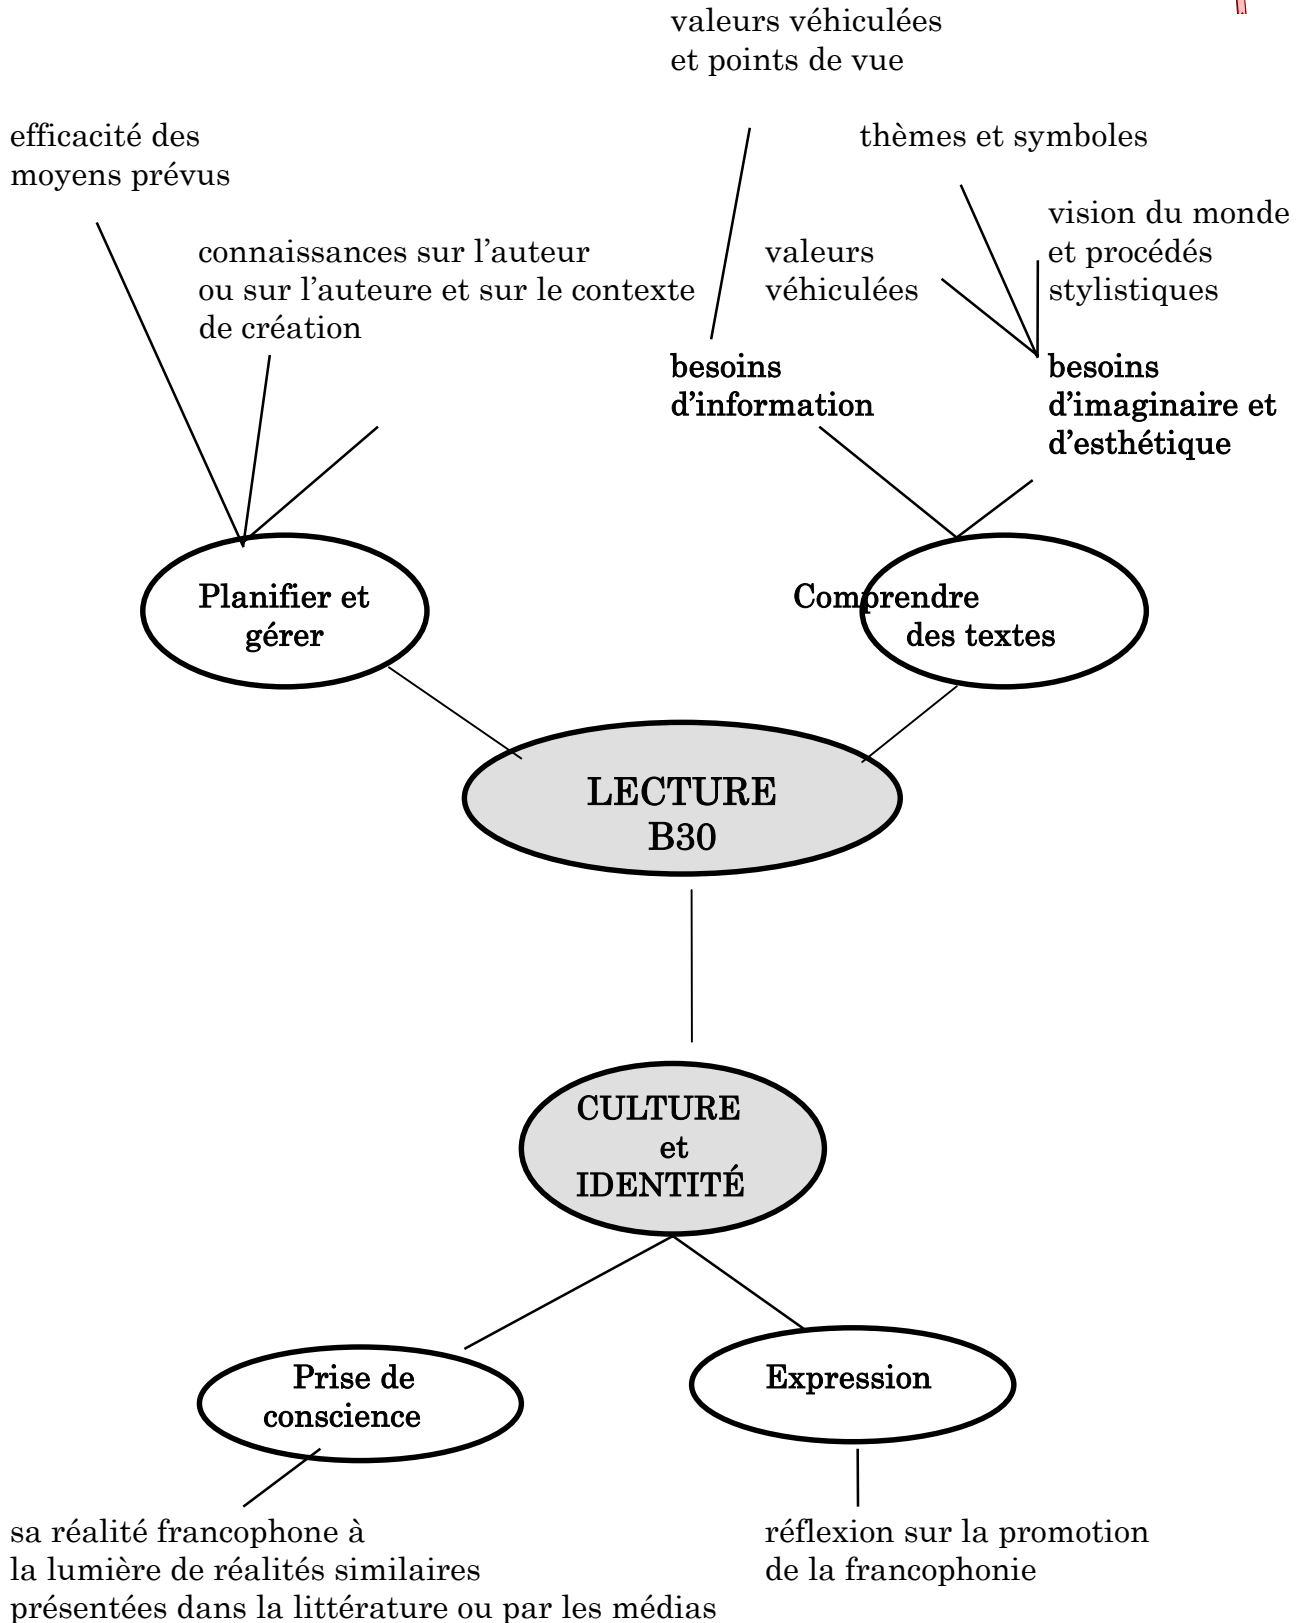 valeurs véhiculées
et points de vue
efficacité des
moyens prévus
thèmes et symboles
vision du monde
et procédés
stylistiques
connaissances sur l'auteur
ou sur l'auteure et sur le contexte
de création
valeurs
véhiculées
besoins
d'information
besoins
d'imaginaire et
d'esthétique
Planifier et
gérer
Comprendre
des textes
LECTURE
B30
CULTURE
et
IDENTITÉ
Prise de
conscience
Expression
sa réalité francophone à
la lumière de réalités similaires
présentées dans la littérature ou par les médias
réflexion sur la promotion
de la francophonie